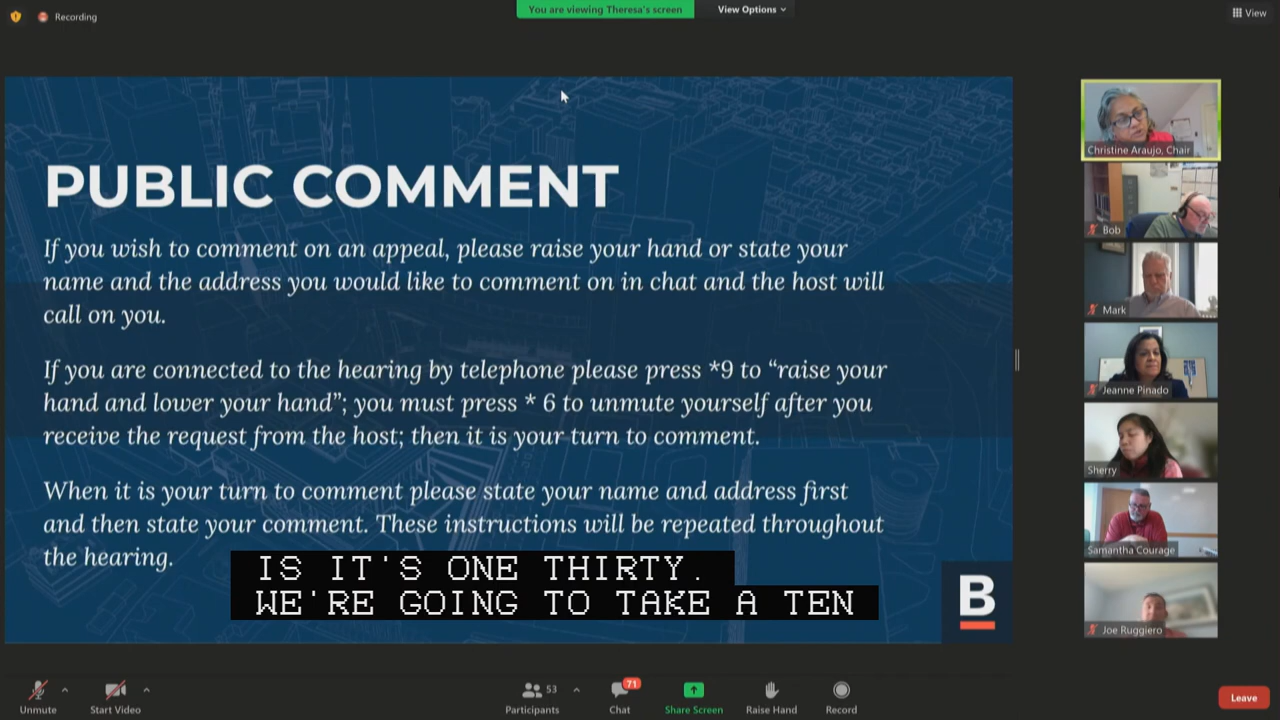 Recording
You are viewing Theresa's screen
View Options
View
PUBLIC COMMENT
If you wish to comment on an appeal, please raise your hand or state your
name and the address you would like to comment on in chat and the host will
call on you.
If you are connected to the hearing by telephone please press *9 to “raise your
hand and lower your hand”; you must press * 6 to unmute yourself after you
receive the request from the host; then it is your turn to comment.
When it is your turn to comment please state your name and address first
and then state your comment. These instructions will be repeated throughout
the hearing.
IS IT'S ONE THIRTY.
WE'RE GOING TO TAKE A TEN
B
Christine Araujo, Chair
Bob
Mark
Jeanne Pinado
Sherry
Samantha Courage
Joe Ruggiero
Unmute
Start Video
53
Participants
71
Chat
Share Screen
Raise Hand
Record
Leave